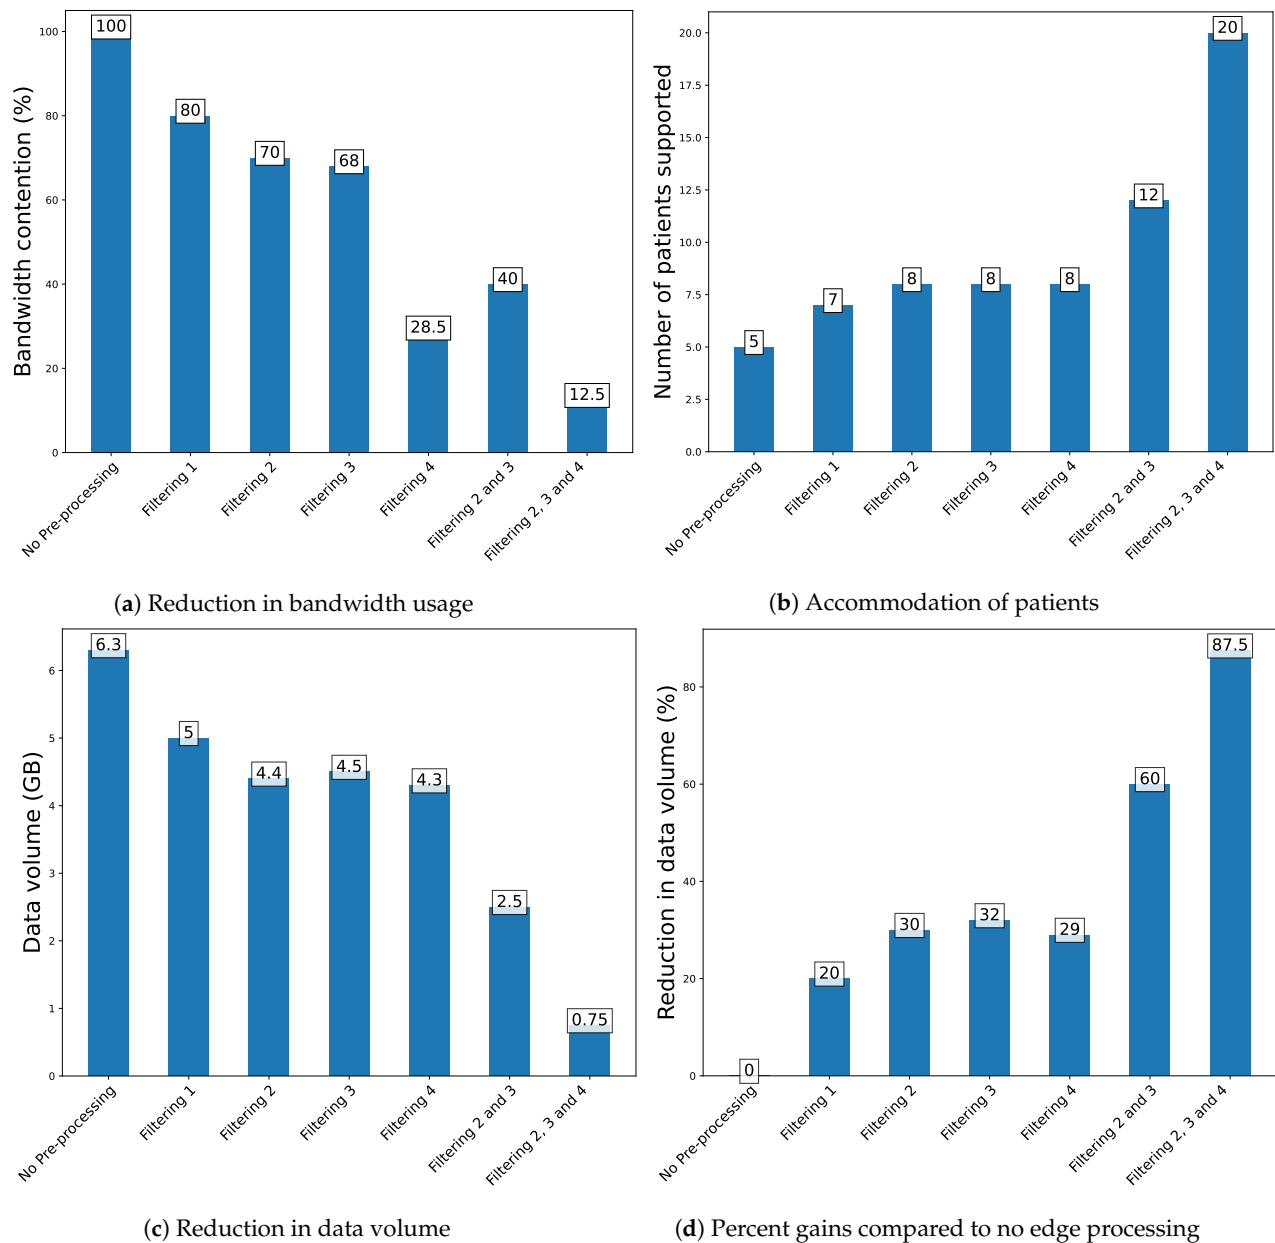 Bandwidth contention (%)
100
80
60
40
20
0
100
80
70
68
28.5
40
12.5
No Pre-processing
Filtering 1
Filtering 2
Filtering 3
Filtering 4
Filtering 2 and 3
Filtering 2, 3 and 4
(a) Reduction in bandwidth usage
Number of patients supported
20.0
17.5
15.0
12.5
10.0
7.5
5.0
2.5
0.0
5
7
8
8
8
12
20
No Pre-processing
Filtering 1
Filtering 2
Filtering 3
Filtering 4
Filtering 2 and 3
Filtering 2, 3 and 4
(b) Accommodation of patients
Data volume (GB)
6
5
4
3
2
1
0
6.3
5
4.4
4.5
4.3
2.5
0.75
No Pre-processing
Filtering 1
Filtering 2
Filtering 3
Filtering 4
Filtering 2 and 3
Filtering 2, 3 and 4
(c) Reduction in data volume
Reduction in data volume (%)
80
60
40
20
0
0
20
30
32
29
60
87.5
No Pre-processing
Filtering 1
Filtering 2
Filtering 3
Filtering 4
Filtering 2 and 3
Filtering 2, 3 and 4
(d) Percent gains compared to no edge processing